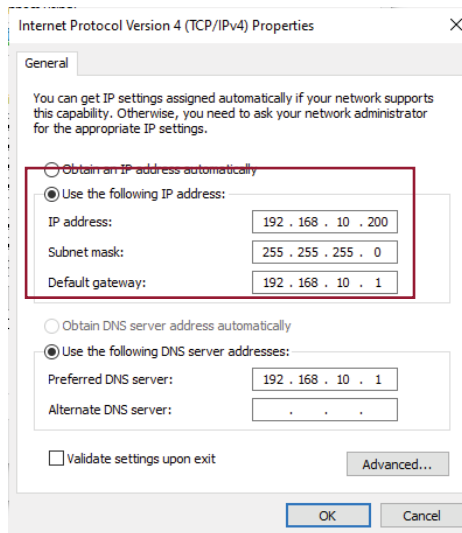 Internet Protocol Version 4 (TCP/IPv4) Properties
General
You can get IP settings assigned automatically if your network supports
this capability. Otherwise, you need to ask your network administrator
for the appropriate IP settings.
Obtain an IP address automatically
Use the following IP address:
IP address: 192 . 168 . 10 . 200
Subnet mask: 255 . 255 . 255 . 0
Default gateway: 192 . 168 . 10 . 1
Obtain DNS server address automatically
Use the following DNS server addresses:
Preferred DNS server: 192 . 168 . 10 . 1
Alternate DNS server: . . .
Validate settings upon exit
Advanced...
OK Cancel